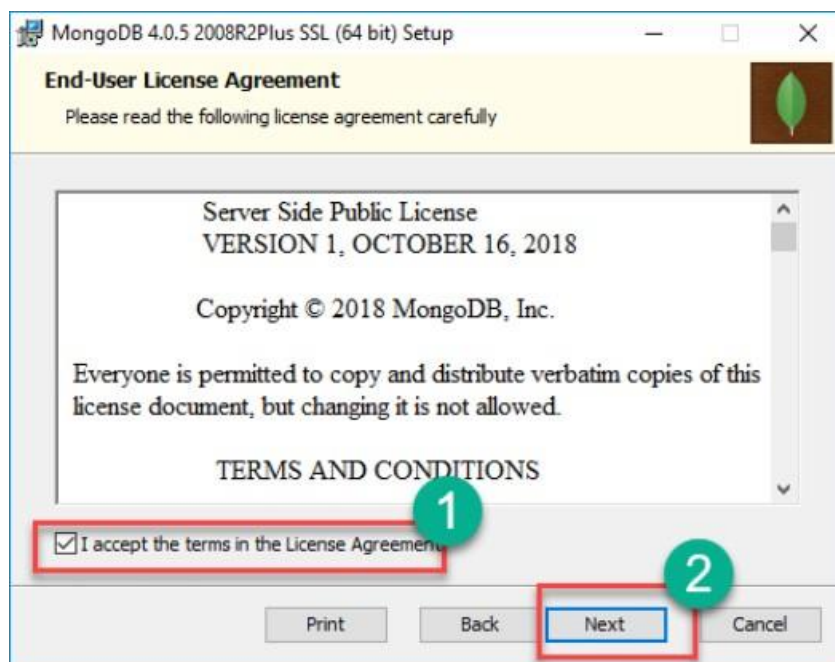 MongoDB 4.0.5 2008R2Plus SSL (64 bit) Setup
End-User License Agreement
Please read the following license agreement carefully
Server Side Public License
VERSION 1, OCTOBER 16, 2018
Copyright © 2018 MongoDB, Inc.
Everyone is permitted to copy and distribute verbatim copies of this
license document, but changing it is not allowed.
TERMS AND CONDITIONS
1
I accept the terms in the License Agreement
2
Print Back Next Cancel